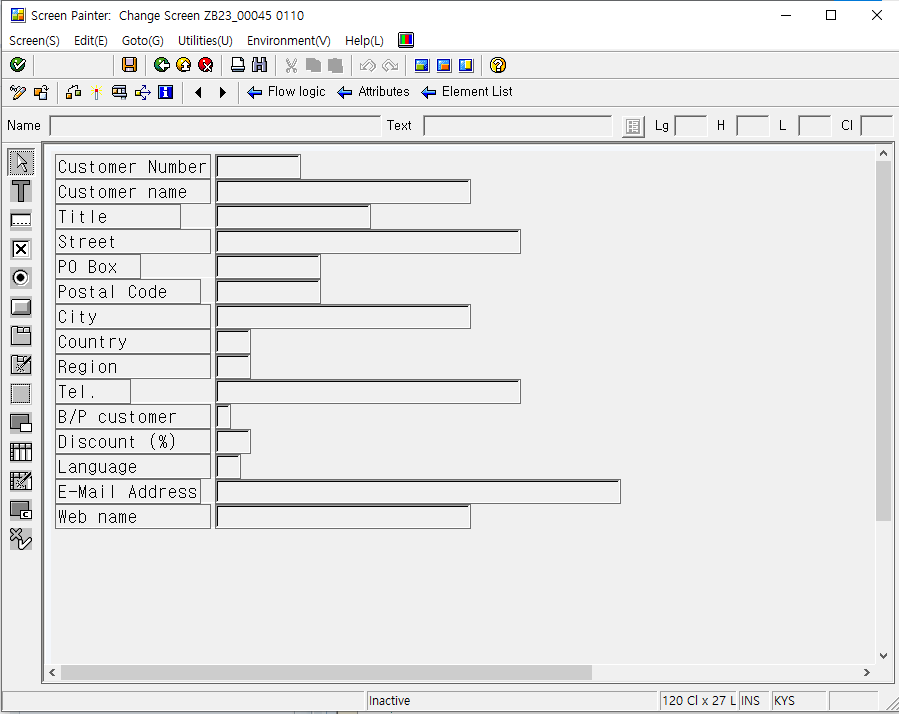 Screen Painter: Change Screen ZB23_00045 0110
Screen(S) Edit(E) Goto(G) Utilities(U) Environment(V) Help(L)
Flow logic Attributes Element List
Name Text Lg H L Cl
Customer Number
Customer name
Title
Street
PO Box
Postal Code
City
Country
Region
Tel.
B/P customer
Discount (%)
Language
E-Mail Address
Web name
Inactive 120 Cl x 27 L INS KYS